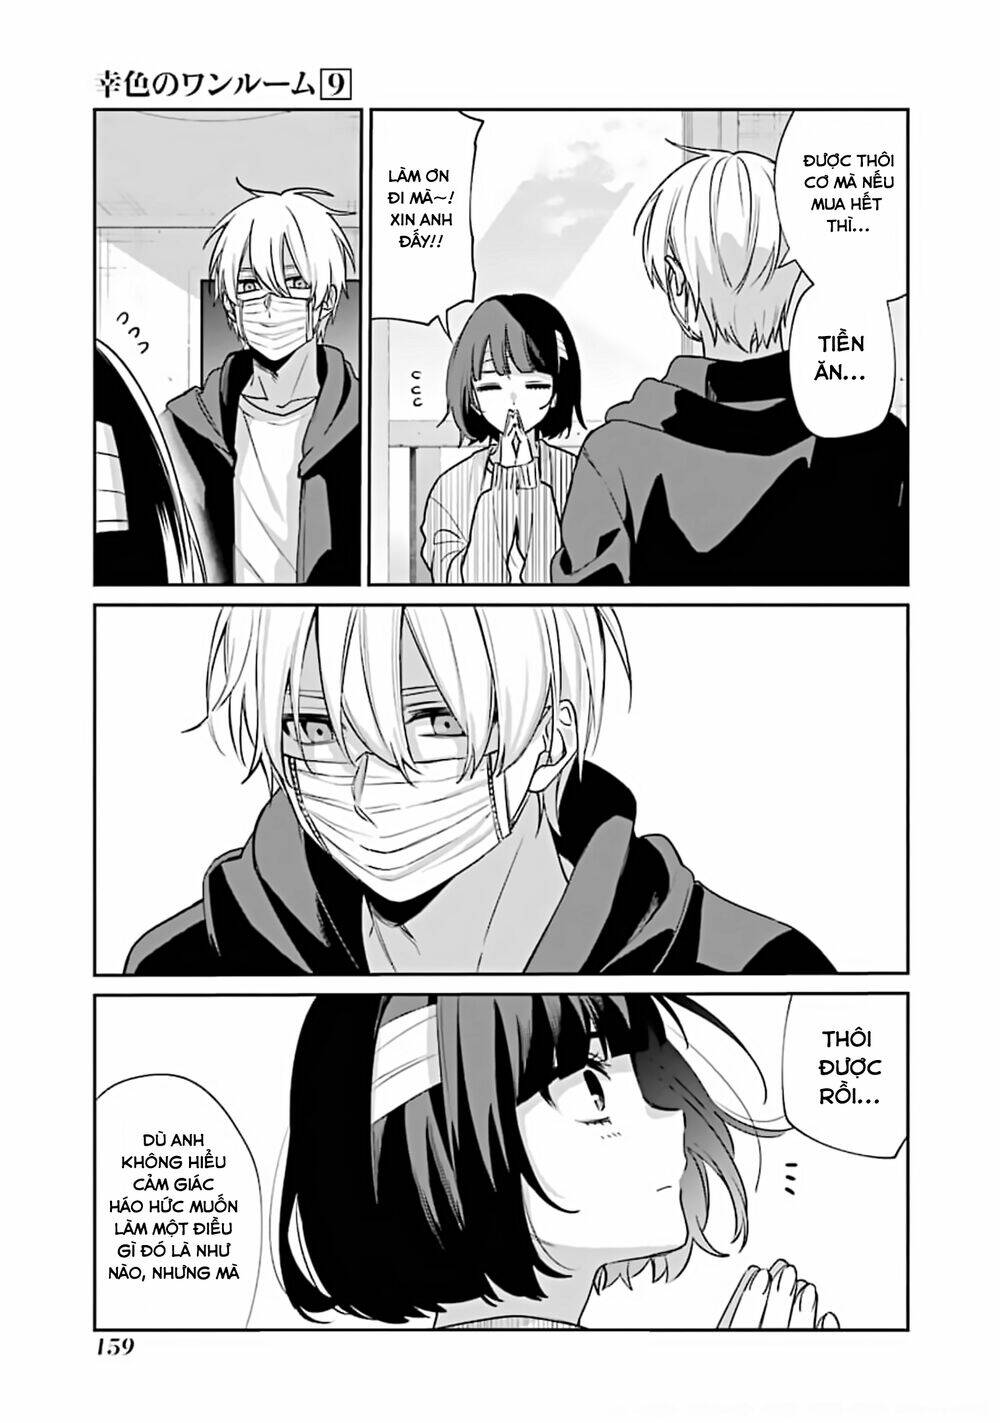 幸色のワンルーム 9
ĐƯỢC THÔI
CƠ MÀ NẾU
MUA HẾT
THÌ...
TIỀN
ĂN...
LÀM ƠN
ĐI MÀ~!
XIN ANH
ĐẤY!!
THÔI
ĐƯỢC
RỒI...
DÙ ANH
KHÔNG HIỂU
CẢM GIÁC
HÁO HỨC MUỐN
LÀM MỘT ĐIỀU
GÌ ĐÓ LÀ NHƯ
NÀO, NHƯNG MÀ
159